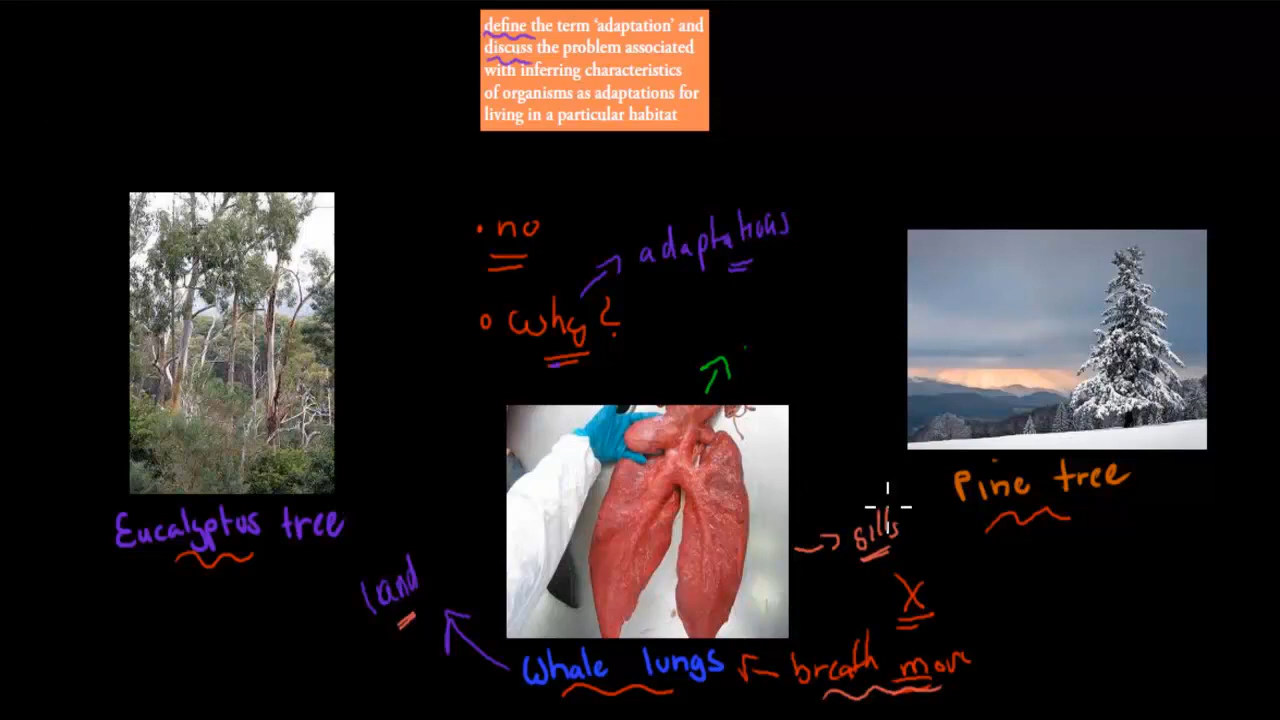 define the term ‘adaptation’ and
discuss the problem associated
with inferring characteristics
of organisms as adaptations for
living in a particular habitat
• no
adaptations
• Why?
Pine tree
Eucalyptus tree
gills
land
X
Whale lungs
breath more